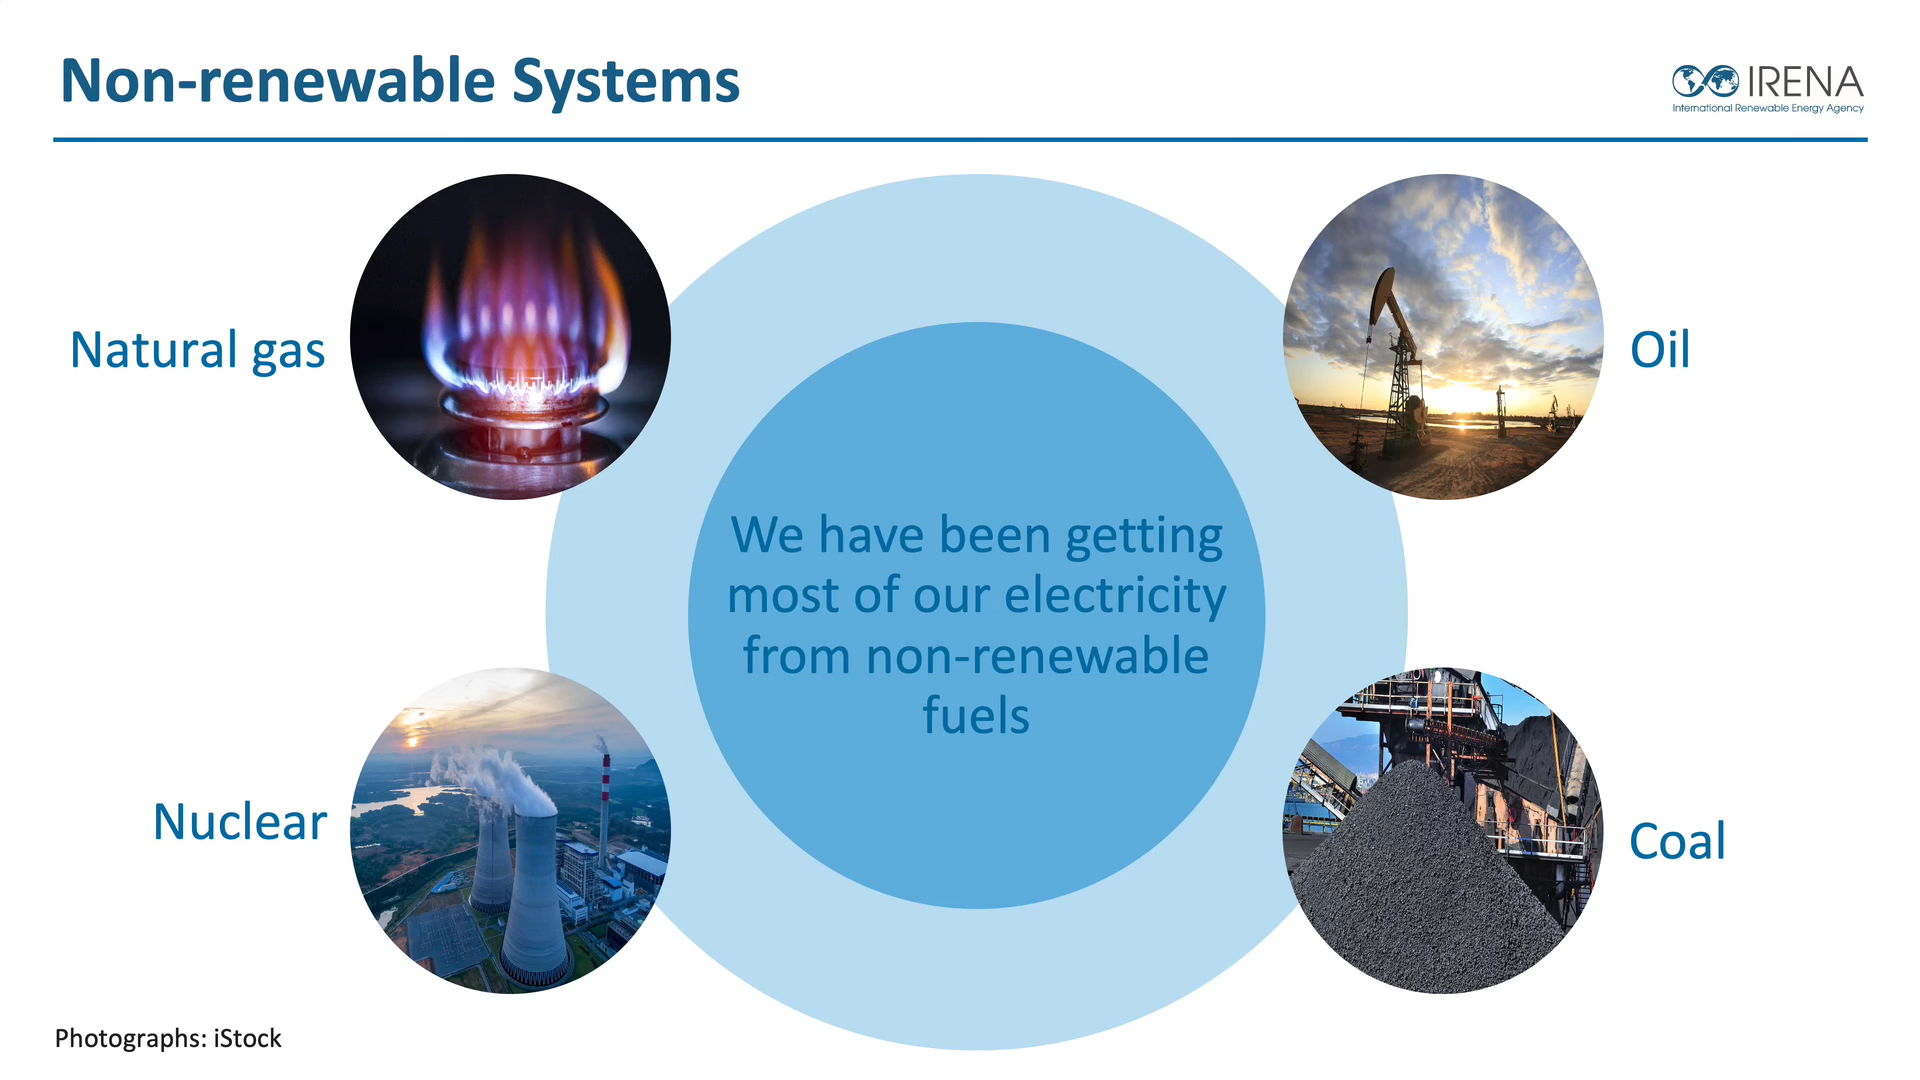 Non-renewable Systems
IRENA
International Renewable Energy Agency
Natural gas
Oil
We have been getting
most of our electricity
from non-renewable
fuels
Nuclear
Coal
Photographs: iStock